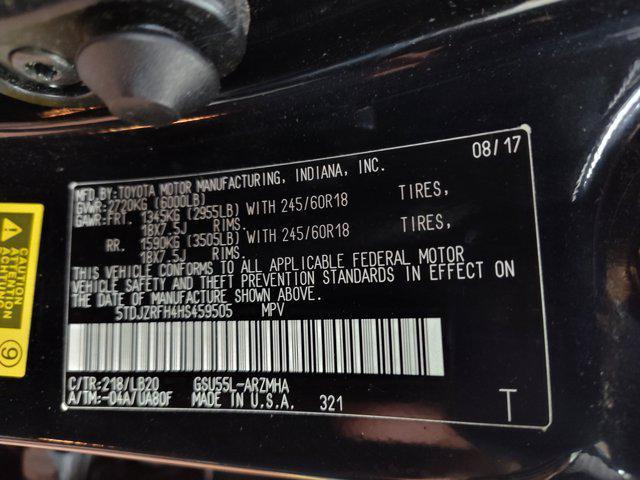 MFD.BY:TOYOTA MOTOR MANUFACTURING, INDIANA, INC. 08/17
GVWR:2720KG (6000LB)
GAWR:FRT. 1345KG (2955LB) WITH 245/60R18 TIRES,
18X7.5J RIMS.
RR. 1590KG (3505LB) WITH 245/60R18 TIRES,
18X7.5J RIMS.
THIS VEHICLE CONFORMS TO ALL APPLICABLE FEDERAL MOTOR
VEHICLE SAFETY AND THEFT PREVENTION STANDARDS IN EFFECT ON
THE DATE OF MANUFACTURE SHOWN ABOVE.
5TDJZRFH4HS459505 MPV
C/TR:218/LB20 GSU55L-ARZMHA
A/TM:-04A/UA80F MADE IN U.S.A. 321 T
CAUTION
ATTENTION
9